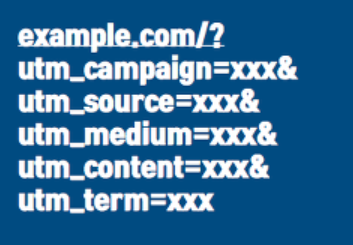 example.com/?
utm_campaign=xxx&
utm_source=xxx&
utm_medium=xxx&
utm_content=xxx&
utm_term=xxx